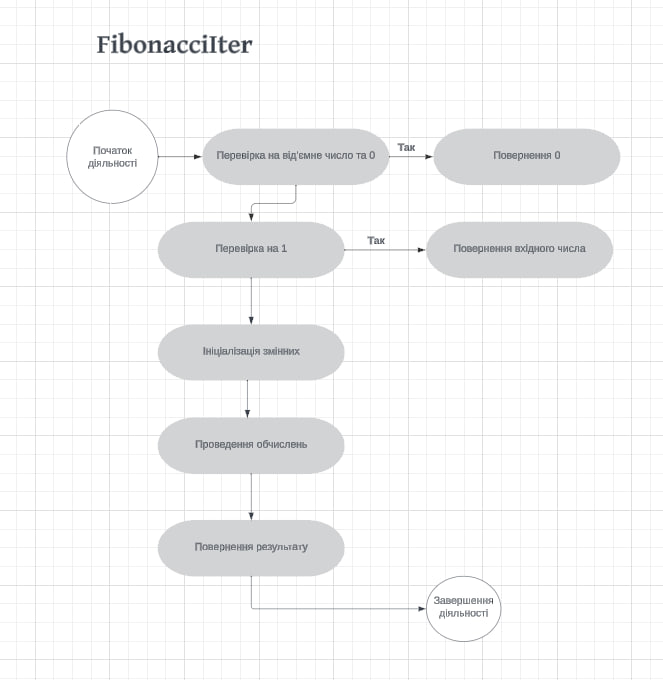 FibonacciIter
Початок
діяльності
Перевірка на від'ємне число та 0
Так
Повернення 0
Перевірка на 1
Так
Повернення вхідного числа
Ініціалізація змінних
Проведення обчислень
Повернення результату
Завершення
діяльності